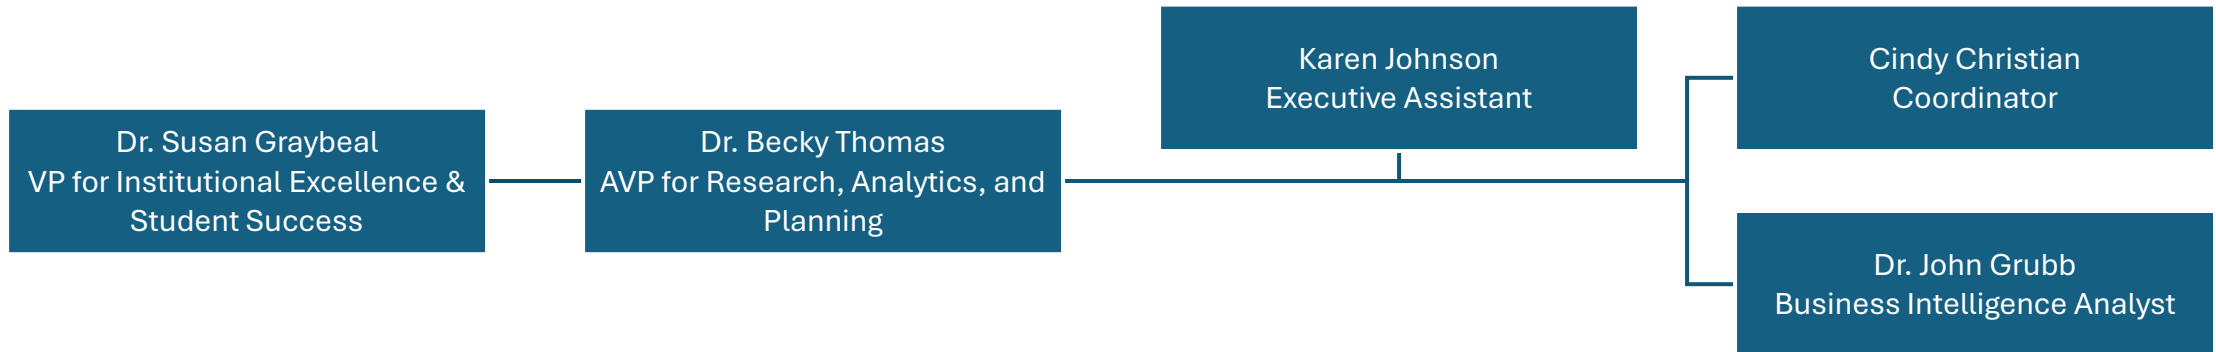 Dr. Susan Graybeal
VP for Institutional Excellence &
Student Success
Dr. Becky Thomas
AVP for Research, Analytics, and
Planning
Karen Johnson
Executive Assistant
Cindy Christian
Coordinator
Dr. John Grubb
Business Intelligence Analyst